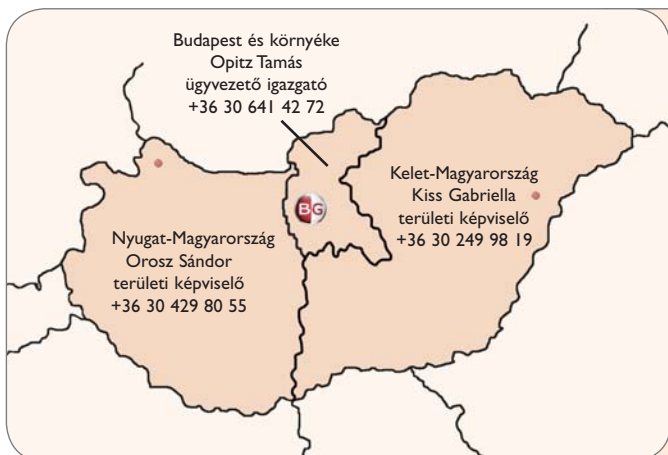 Budapest és környéke
Opitz Tamás
ügyvezető igazgató
+36 30 641 42 72
Kelet-Magyarország
Kiss Gabriella
területi képviselő
+36 30 249 98 19
BG
Nyugat-Magyarország
Orosz Sándor
területi képviselő
+36 30 429 80 55